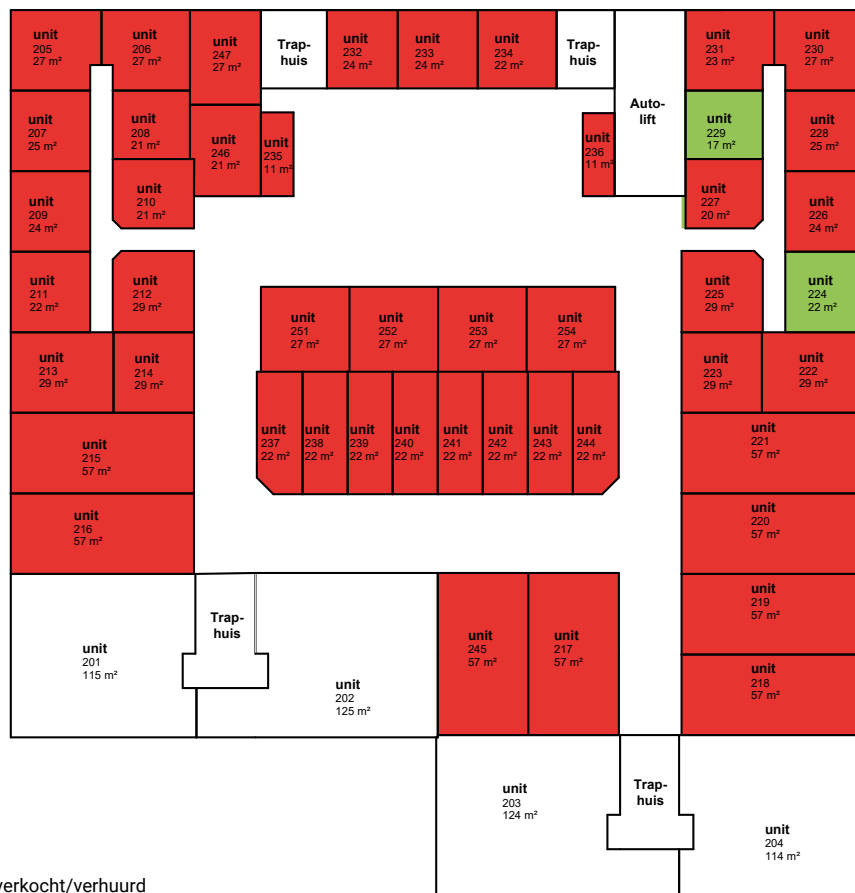 unit
205
27 m²
unit
206
27 m²
unit
247
27 m²
Trap-
huis
unit
232
24 m²
unit
233
24 m²
unit
234
22 m²
Trap-
huis
Auto-
lift
unit
231
23 m²
unit
230
27 m²
unit
207
25 m²
unit
208
21 m²
unit
246
21 m²
unit
235
11 m²
unit
236
11 m²
unit
229
17 m²
unit
228
25 m²
unit
209
24 m²
unit
210
21 m²
unit
227
20 m²
unit
226
24 m²
unit
211
22 m²
unit
212
29 m²
unit
225
29 m²
unit
224
22 m²
unit
251
27 m²
unit
252
27 m²
unit
253
27 m²
unit
254
27 m²
unit
213
29 m²
unit
214
29 m²
unit
223
29 m²
unit
222
29 m²
unit
237
22 m²
unit
238
22 m²
unit
239
22 m²
unit
240
22 m²
unit
241
22 m²
unit
242
22 m²
unit
243
22 m²
unit
244
22 m²
unit
215
57 m²
unit
221
57 m²
unit
216
57 m²
unit
220
57 m²
unit
201
115 m²
Trap-
huis
unit
202
125 m²
unit
245
57 m²
unit
217
57 m²
unit
219
57 m²
unit
218
57 m²
unit
203
124 m²
Trap-
huis
unit
204
114 m²
verkocht/verhuurd